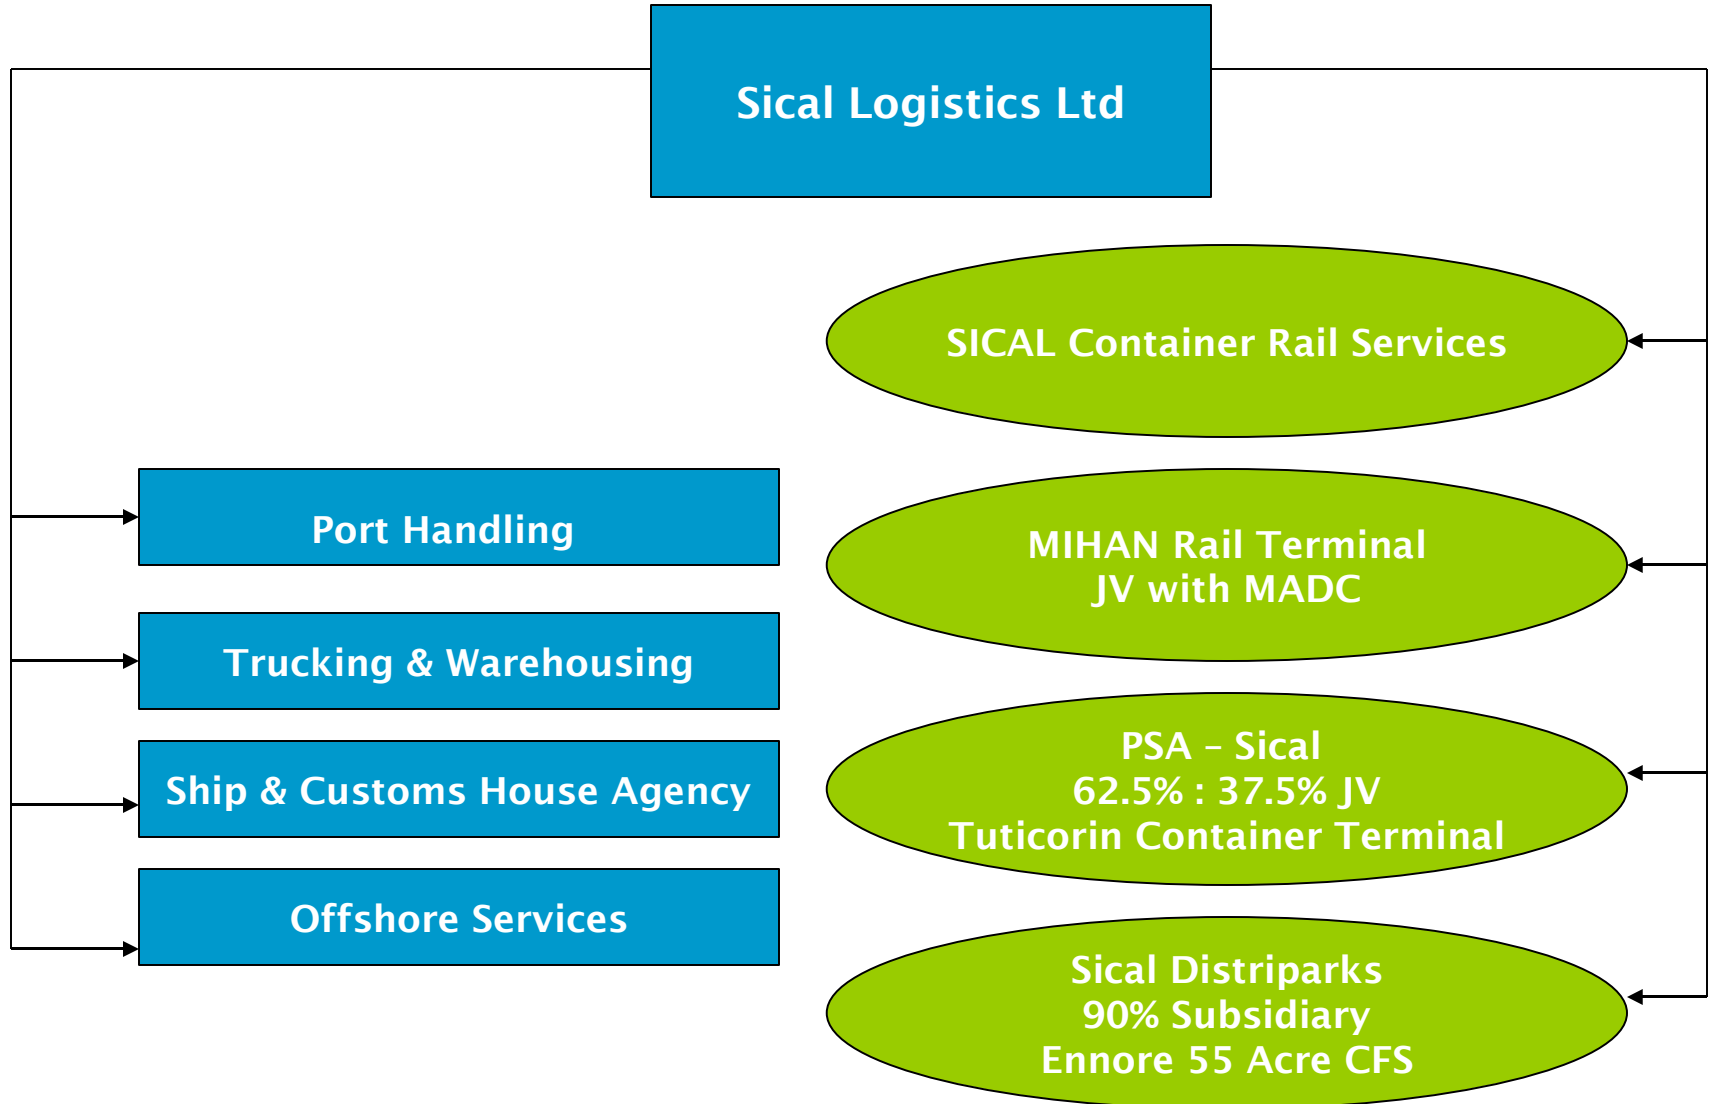 Sical Logistics Ltd
Port Handling
Trucking & Warehousing
Ship & Customs House Agency
Offshore Services
SICAL Container Rail Services
MIHAN Rail Terminal
JV with MADC
PSA – Sical
62.5% : 37.5% JV
Tuticorin Container Terminal
Sical Distriparks
90% Subsidiary
Ennore 55 Acre CFS